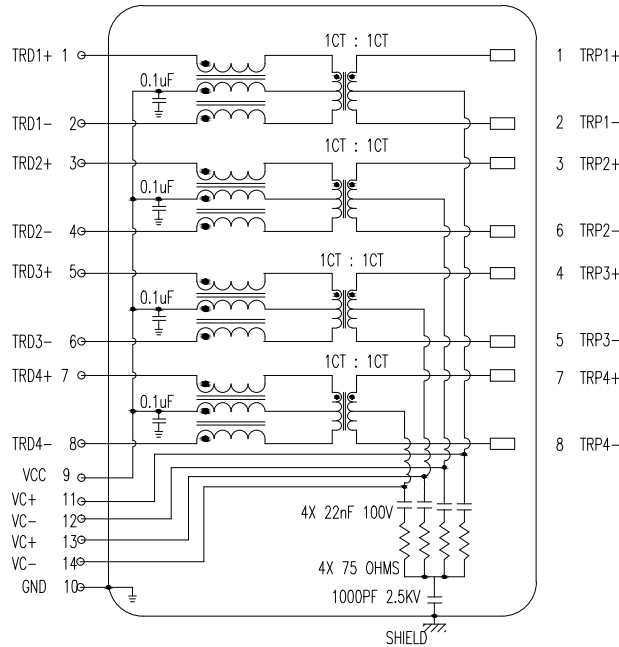 1CT : 1CT
TRD1+ 1
1 TRP1+
0.1uF
TRD1- 2
2 TRP1-
1CT : 1CT
TRD2+ 3
3 TRP2+
0.1uF
TRD2- 4
6 TRP2-
1CT : 1CT
TRD3+ 5
4 TRP3+
0.1uF
TRD3- 6
5 TRP3-
1CT : 1CT
TRD4+ 7
7 TRP4+
0.1uF
TRD4- 8
8 TRP4-
VCC 9
VC+ 11
VC- 12
4X 22nF 100V
VC+ 13
VC- 14
4X 75 OHMS
GND 10
1000PF 2.5KV
SHIELD